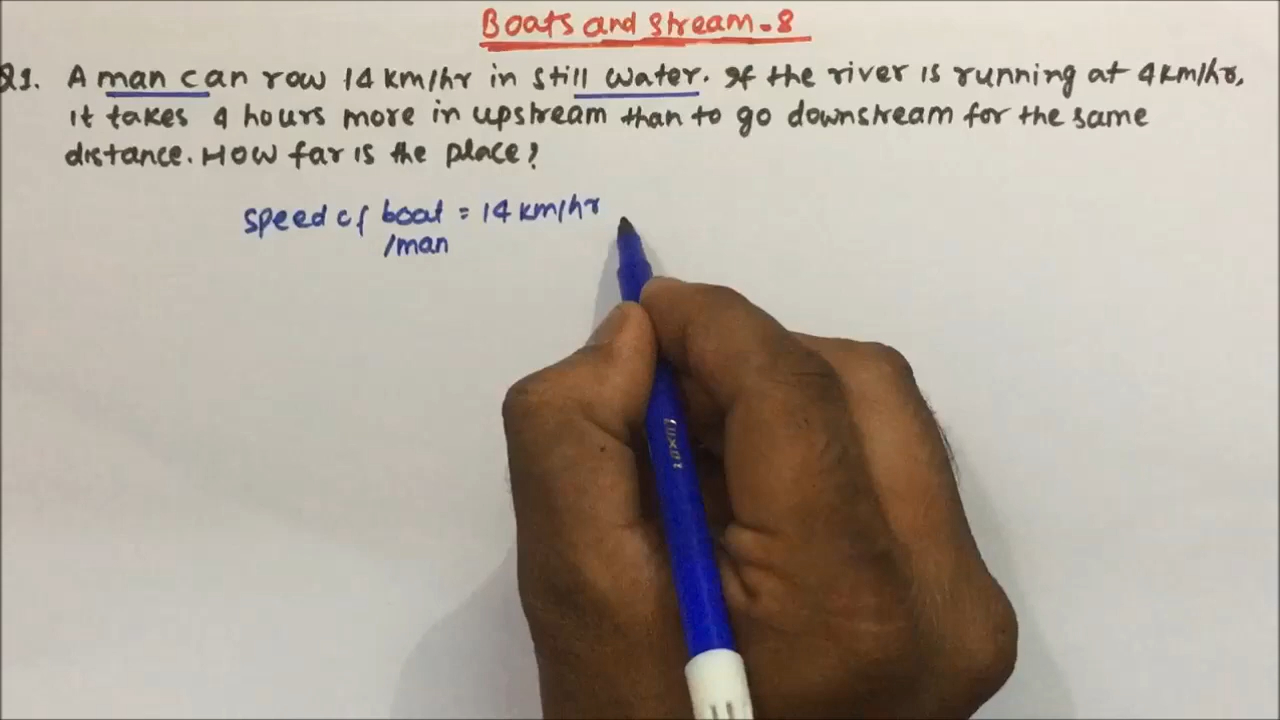 Boats and stream-8
Q1. A man can row 14 km/hr in still water. If the river is running at 4 km/hr,
it takes 4 hours more in upstream than to go downstream for the same
distance. How far is the place?
speed of boat = 14 km/hr
/man
LUXOR